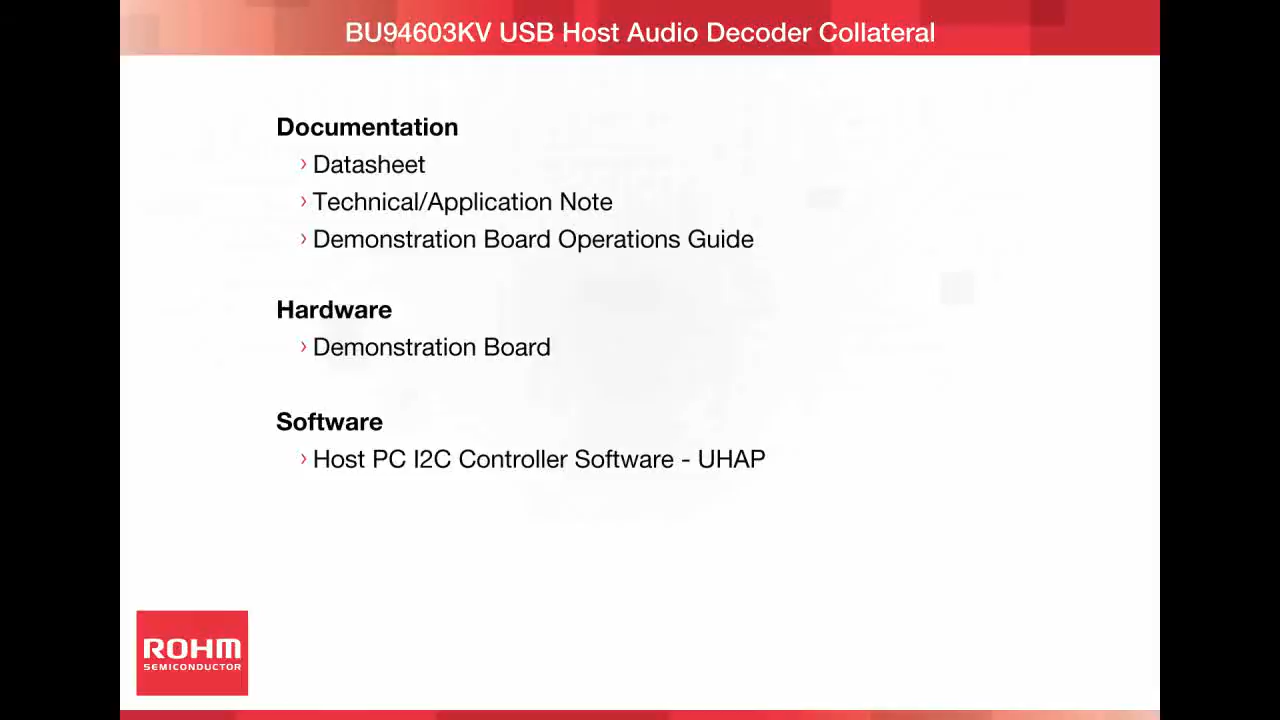 BU94603KV USB Host Audio Decoder Collateral
Documentation
› Datasheet
› Technical/Application Note
› Demonstration Board Operations Guide
Hardware
› Demonstration Board
Software
› Host PC I2C Controller Software - UHAP
ROHM
SEMICONDUCTOR